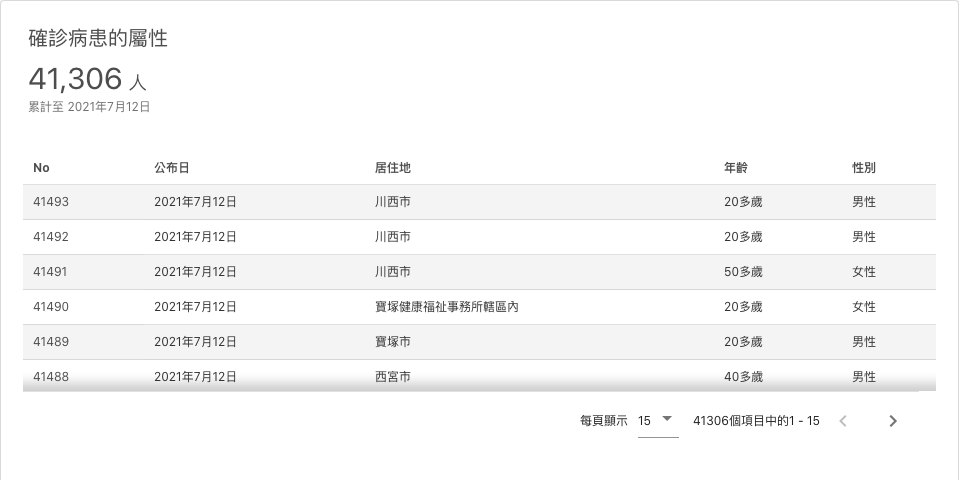 確診病患的屬性
41,306 人
累計至 2021年7月12日
No 公布日 居住地 年齡 性別
41493 2021年7月12日 川西市 20多歲 男性
41492 2021年7月12日 川西市 20多歲 男性
41491 2021年7月12日 川西市 50多歲 女性
41490 2021年7月12日 寶塚健康福祉事務所轄區內 20多歲 女性
41489 2021年7月12日 寶塚市 20多歲 男性
41488 2021年7月12日 西宮市 40多歲 男性
每頁顯示 15 41306個項目中的1 - 15